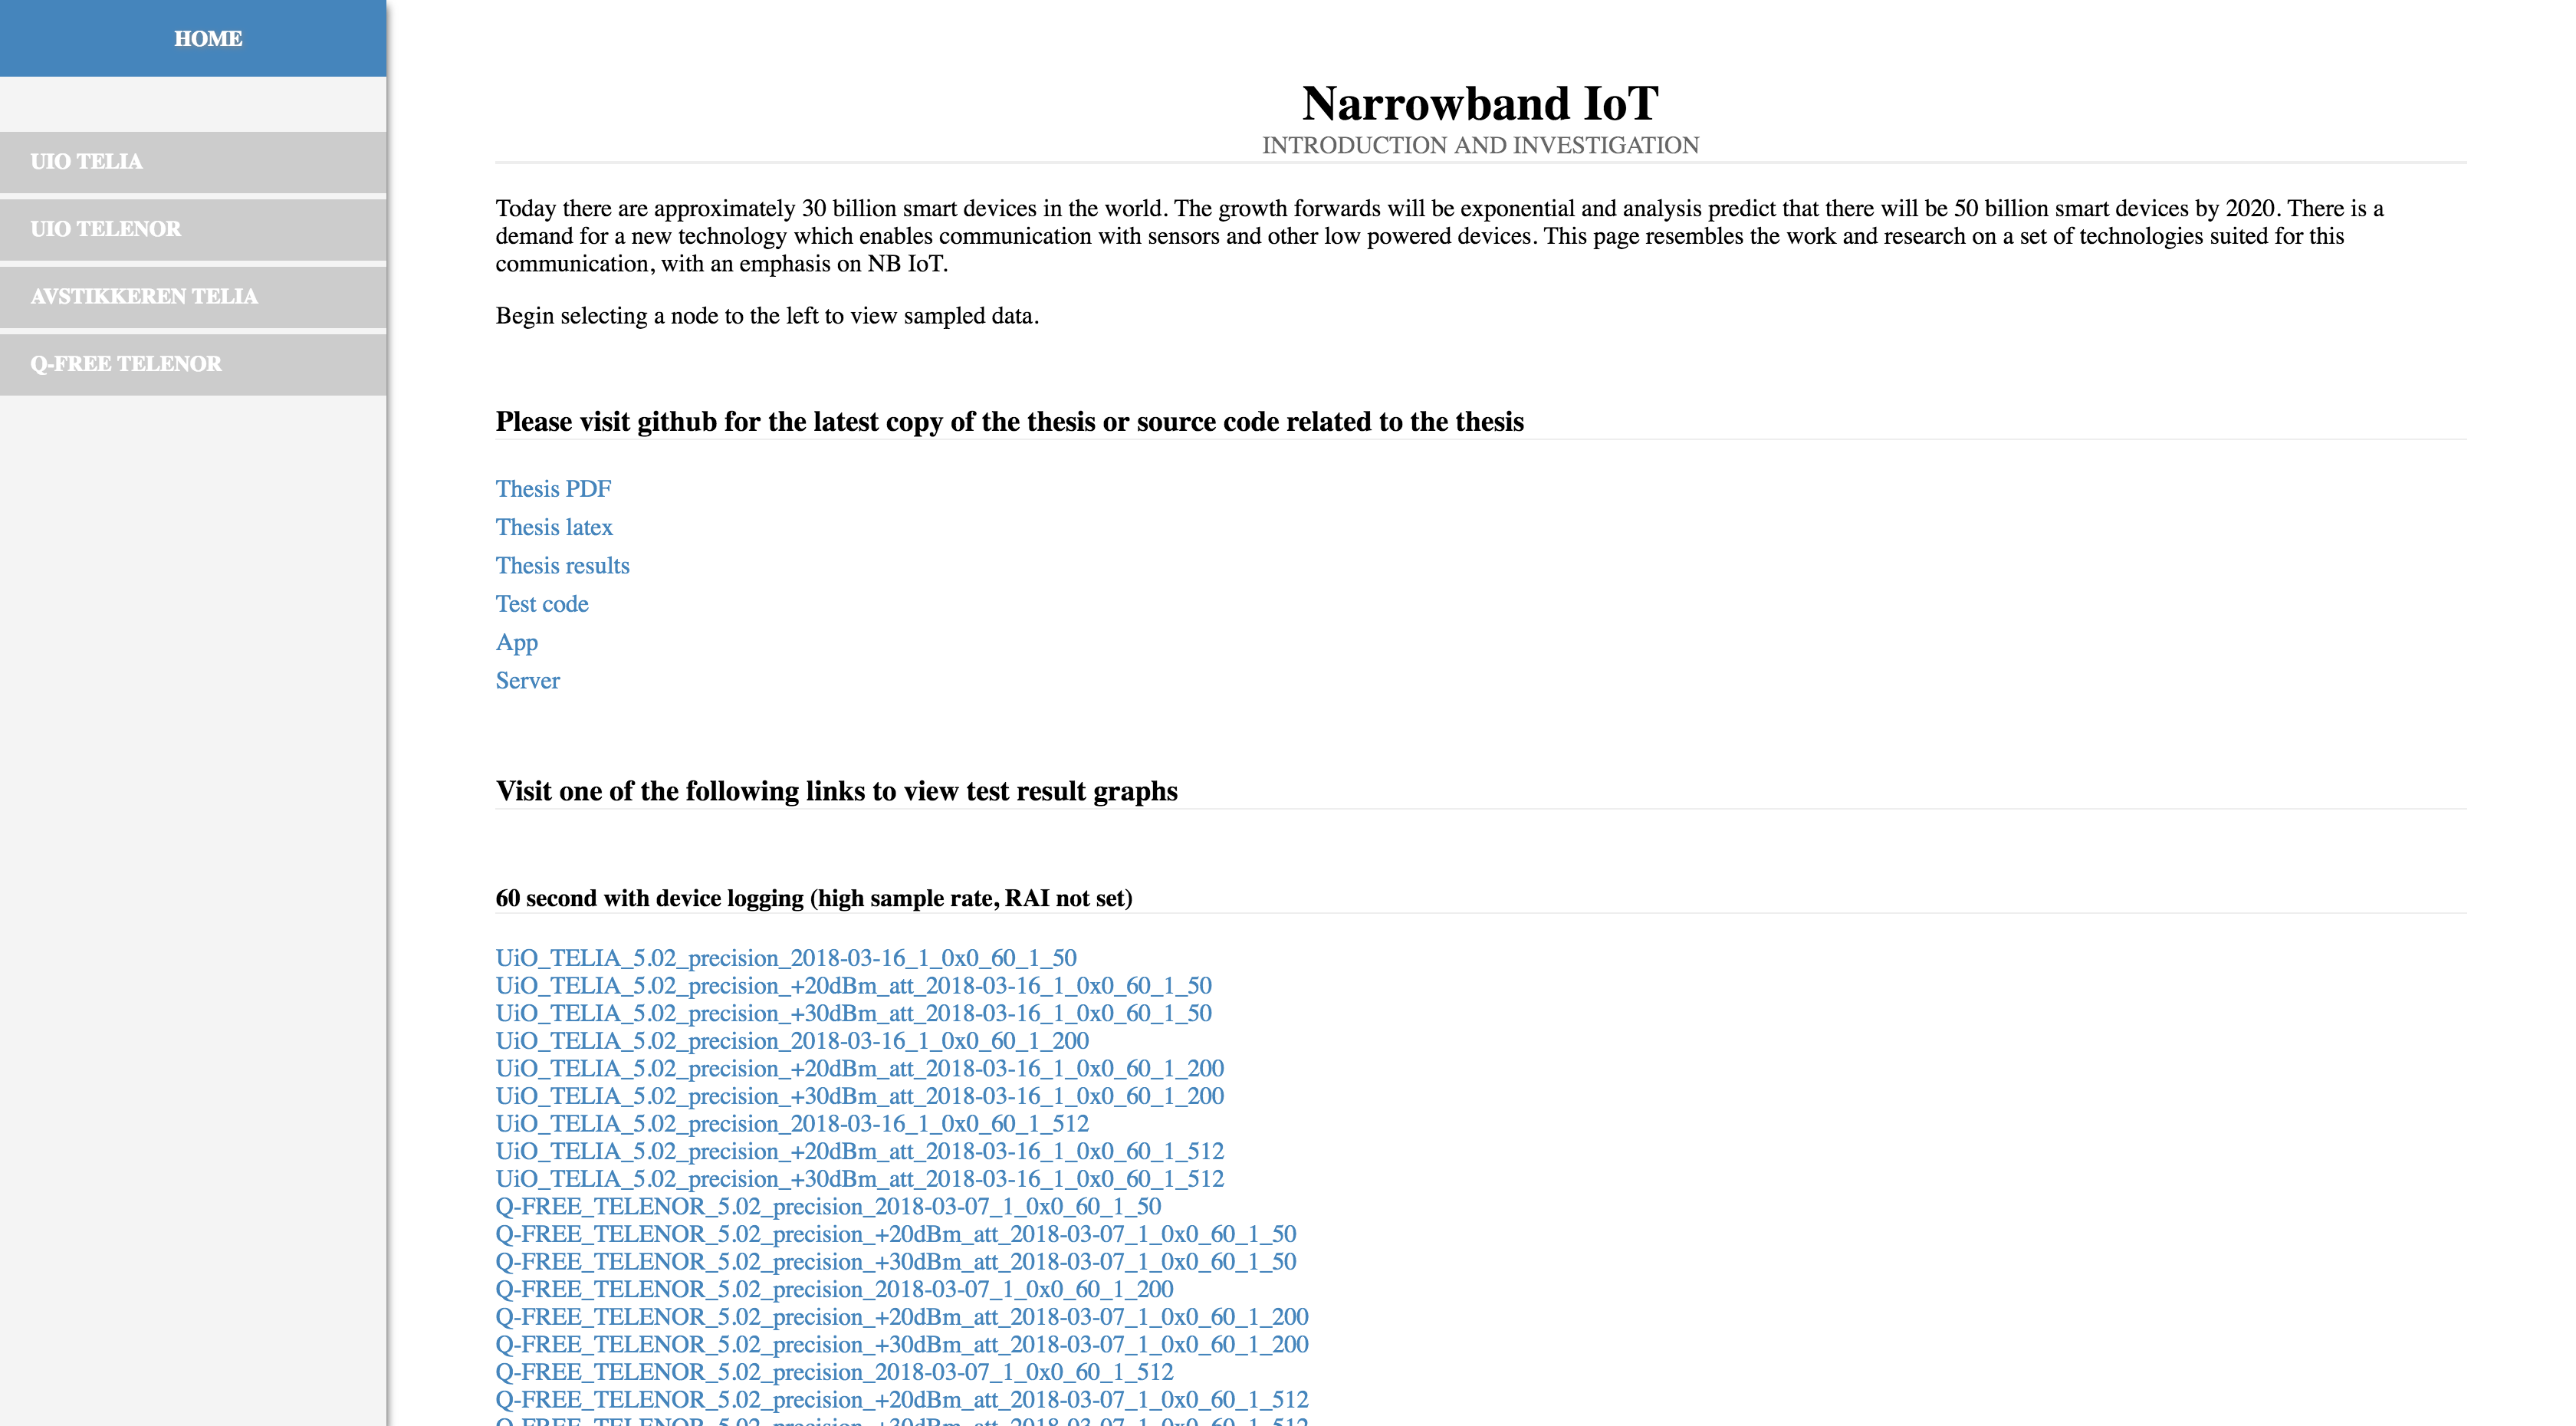 HOME
UIO TELIA
UIO TELENOR
AVSTIKKEREN TELIA
Q-FREE TELENOR
Narrowband IoT
INTRODUCTION AND INVESTIGATION
Today there are approximately 30 billion smart devices in the world. The growth forwards will be exponential and analysis predict that there will be 50 billion smart devices by 2020. There is a
demand for a new technology which enables communication with sensors and other low powered devices. This page resembles the work and research on a set of technologies suited for this
communication, with an emphasis on NB IoT.
Begin selecting a node to the left to view sampled data.
Please visit github for the latest copy of the thesis or source code related to the thesis
Thesis PDF
Thesis latex
Thesis results
Test code
App
Server
Visit one of the following links to view test result graphs
60 second with device logging (high sample rate, RAI not set)
UiO_TELIA_5.02_precision_2018-03-16_1_0x0_60_1_50
UiO_TELIA_5.02_precision_+20dBm_att_2018-03-16_1_0x0_60_1_50
UiO_TELIA_5.02_precision_+30dBm_att_2018-03-16_1_0x0_60_1_50
UiO_TELIA_5.02_precision_2018-03-16_1_0x0_60_1_200
UiO_TELIA_5.02_precision_+20dBm_att_2018-03-16_1_0x0_60_1_200
UiO_TELIA_5.02_precision_+30dBm_att_2018-03-16_1_0x0_60_1_200
UiO_TELIA_5.02_precision_2018-03-16_1_0x0_60_1_512
UiO_TELIA_5.02_precision_+20dBm_att_2018-03-16_1_0x0_60_1_512
UiO_TELIA_5.02_precision_+30dBm_att_2018-03-16_1_0x0_60_1_512
Q-FREE_TELENOR_5.02_precision_2018-03-07_1_0x0_60_1_50
Q-FREE_TELENOR_5.02_precision_+20dBm_att_2018-03-07_1_0x0_60_1_50
Q-FREE_TELENOR_5.02_precision_+30dBm_att_2018-03-07_1_0x0_60_1_50
Q-FREE_TELENOR_5.02_precision_2018-03-07_1_0x0_60_1_200
Q-FREE_TELENOR_5.02_precision_+20dBm_att_2018-03-07_1_0x0_60_1_200
Q-FREE_TELENOR_5.02_precision_+30dBm_att_2018-03-07_1_0x0_60_1_200
Q-FREE_TELENOR_5.02_precision_2018-03-07_1_0x0_60_1_512
Q-FREE_TELENOR_5.02_precision_+20dBm_att_2018-03-07_1_0x0_60_1_512